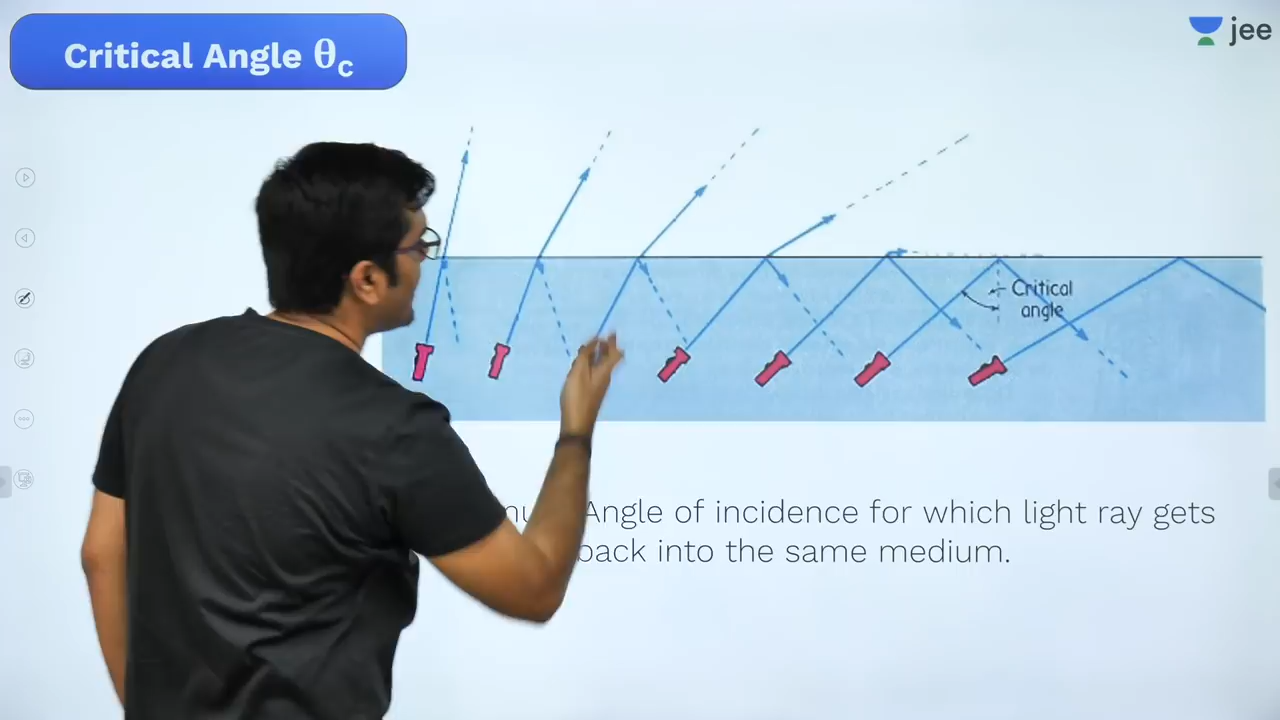 Critical Angle θc
jee
Critical
angle
Angle of incidence for which light ray gets
back into the same medium.